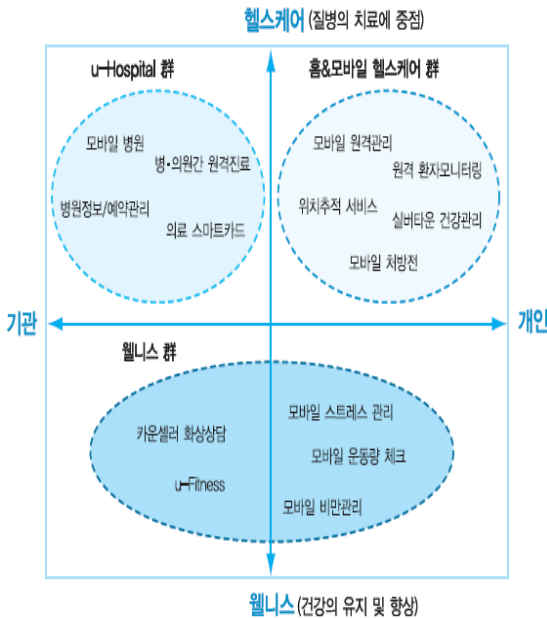 헬스케어 (질병의 치료에 중점)
u-Hospital 群
모바일 병원
병·의원간 원격진료
병원정보/예약관리
의료 스마트카드
홈&모바일 헬스케어 群
모바일 원격관리
원격 환자모니터링
위치추적 서비스
실버타운 건강관리
모바일 처방전
기관
개인
웰니스 群
카운셀러 화상상담
u-Fitness
모바일 스트레스 관리
모바일 운동량 체크
모바일 비만관리
웰니스 (건강의 유지 및 향상)